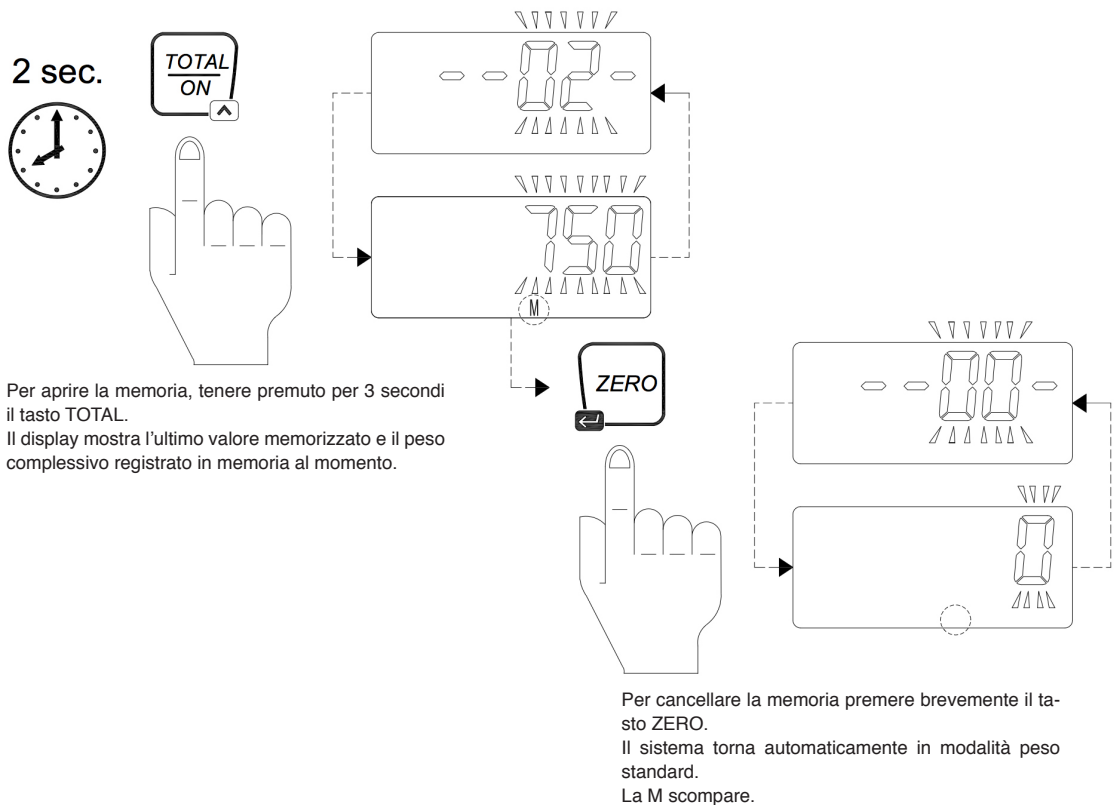 2 sec.
TOTAL
ON
- - 02 -
750
M
Per aprire la memoria, tenere premuto per 3 secondi
il tasto TOTAL.
Il display mostra l'ultimo valore memorizzato e il peso
complessivo registrato in memoria al momento.
ZERO
- - 00 -
0
Per cancellare la memoria premere brevemente il ta-
sto ZERO.
Il sistema torna automaticamente in modalità peso
standard.
La M scompare.